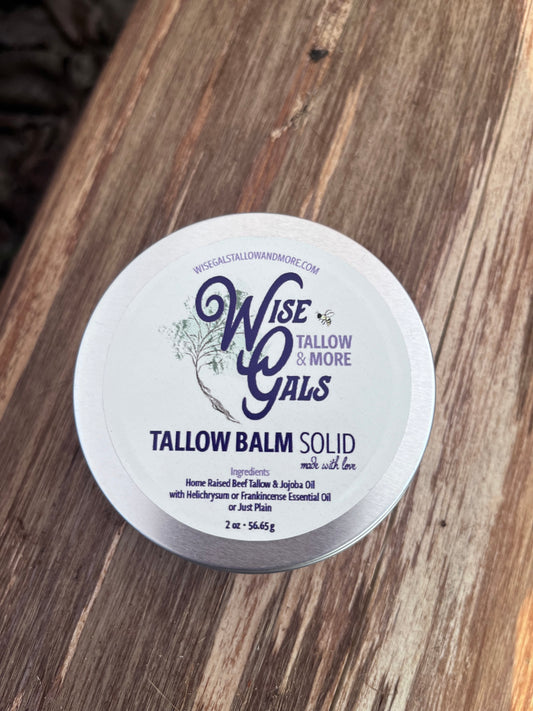 WISEGALSTALLOWANDMORE.COM
WISE
TALLOW
& MORE
GALS
TALLOW BALM SOLID
made with love
Ingredients
Home Raised Beef Tallow & Jojoba Oil
with Helichrysum or Frankincense Essential Oil
or Just Plain
2 oz • 56.65 g